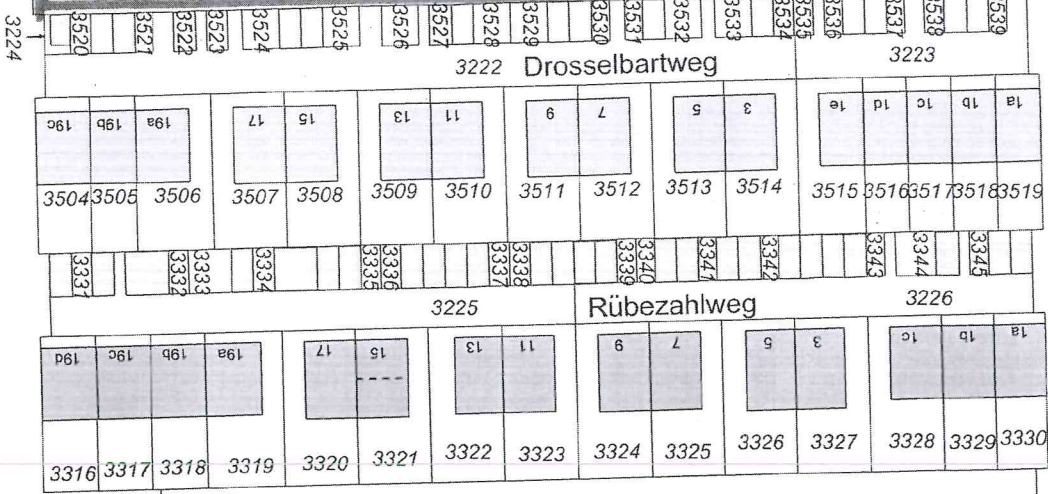 3224
3520 3521 3522 3523 3524 3525 3526 3527 3528 3529 3530 3531 3532 3533 3534 3535 3536 3537 3538 3539
3222 Drosselbartweg 3223
19c 19b 19a 17 15 13 11 9 7 5 3 1e 1d 1c 1b 1a
3504 3505 3506 3507 3508 3509 3510 3511 3512 3513 3514 3515 3516 3517 3518 3519
3331 3332 3333 3334 3335 3336 3337 3338 3339 3340 3341 3342 3343 3344 3345
3225 Rübezahlweg 3226
19d 19c 19b 19a 17 15 13 11 9 7 5 3 1c 1b 1a
3316 3317 3318 3319 3320 3321 3322 3323 3324 3325 3326 3327 3328 3329 3330